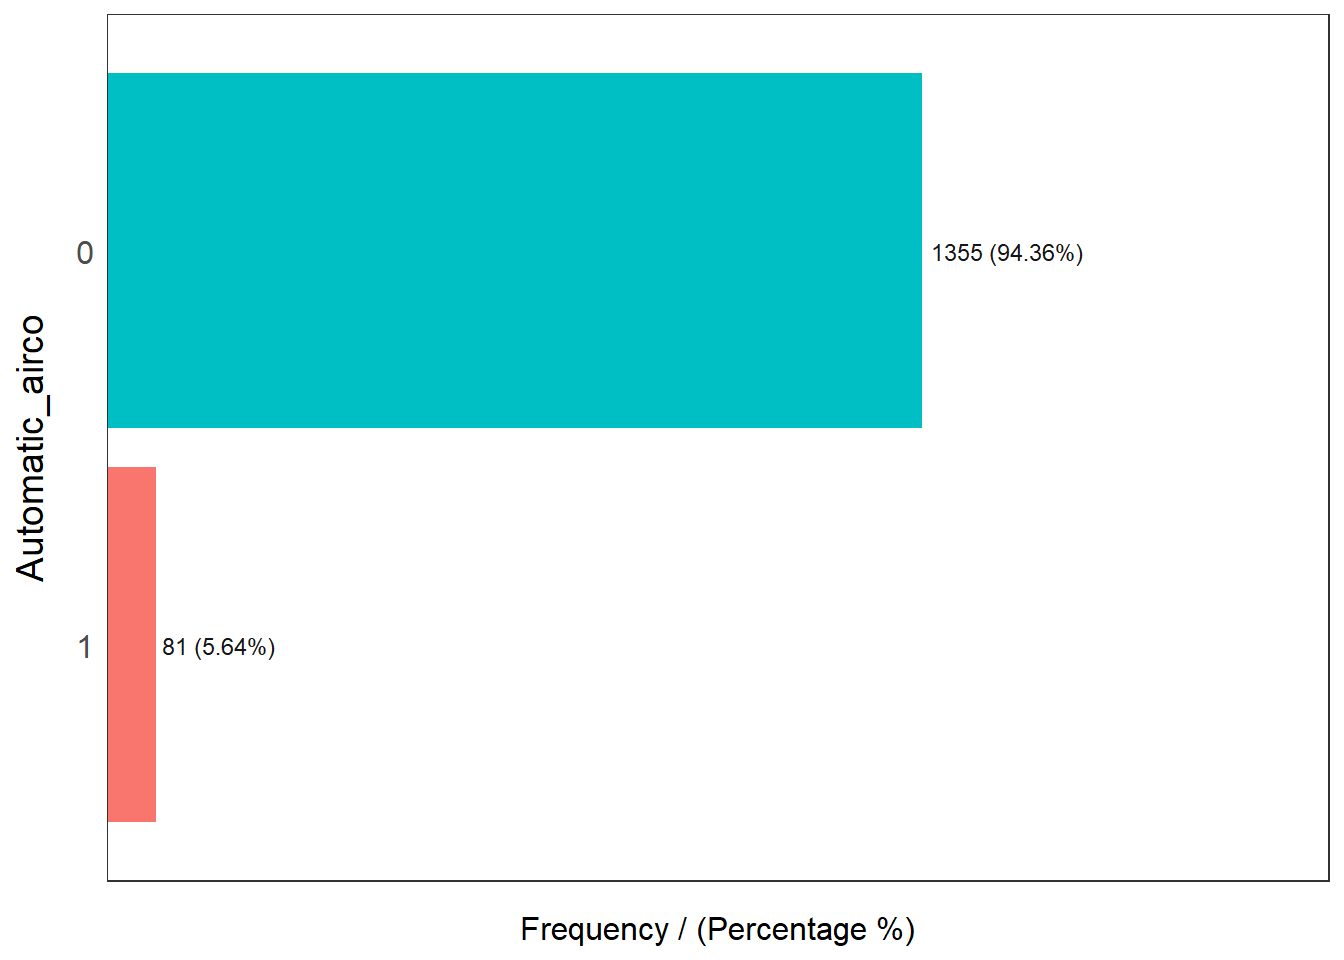 Automatic_airco
0
1355 (94.36%)
1
81 (5.64%)
Frequency / (Percentage %)